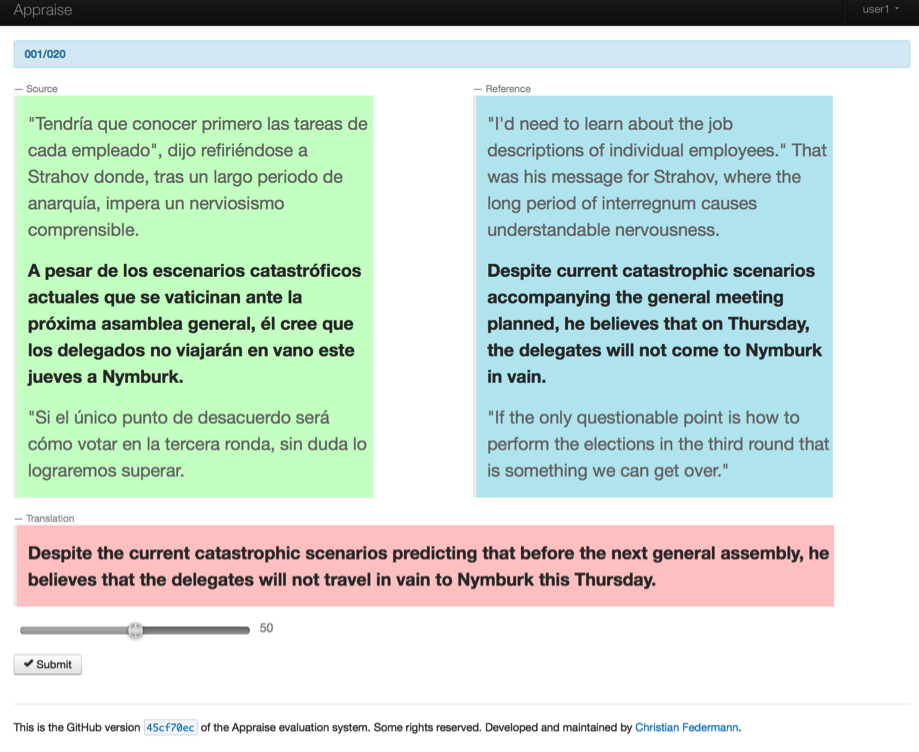 Appraise
user1
001/020
— Source
"Tendría que conocer primero las tareas de
cada empleado", dijo refiriéndose a
Strahov donde, tras un largo periodo de
anarquía, impera un nerviosismo
comprensible.
A pesar de los escenarios catastróficos
actuales que se vaticinan ante la
próxima asamblea general, él cree que
los delegados no viajarán en vano este
jueves a Nymburk.
"Si el único punto de desacuerdo será
cómo votar en la tercera ronda, sin duda lo
lograremos superar.
— Reference
"I'd need to learn about the job
descriptions of individual employees." That
was his message for Strahov, where the
long period of interregnum causes
understandable nervousness.
Despite current catastrophic scenarios
accompanying the general meeting
planned, he believes that on Thursday,
the delegates will not come to Nymburk
in vain.
"If the only questionable point is how to
perform the elections in the third round that
is something we can get over."
— Translation
Despite the current catastrophic scenarios predicting that before the next general assembly, he
believes that the delegates will not travel in vain to Nymburk this Thursday.
50
✔ Submit
This is the GitHub version 45cf70ec of the Appraise evaluation system. Some rights reserved. Developed and maintained by Christian Federmann.